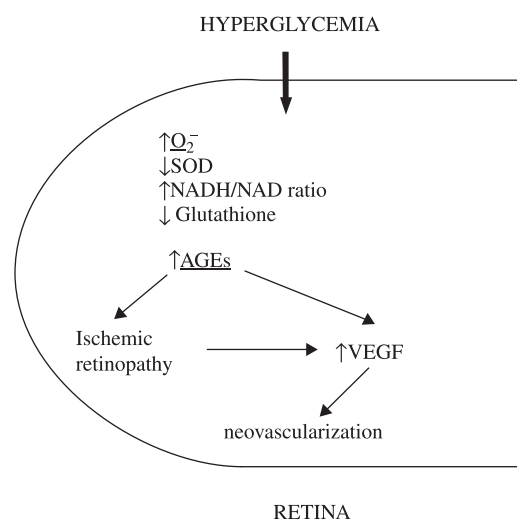 HYPERGLYCEMIA
↑O₂⁻
↓SOD
↑NADH/NAD ratio
↓ Glutathione
↑AGEs
Ischemic
retinopathy
↑VEGF
neovascularization
RETINA